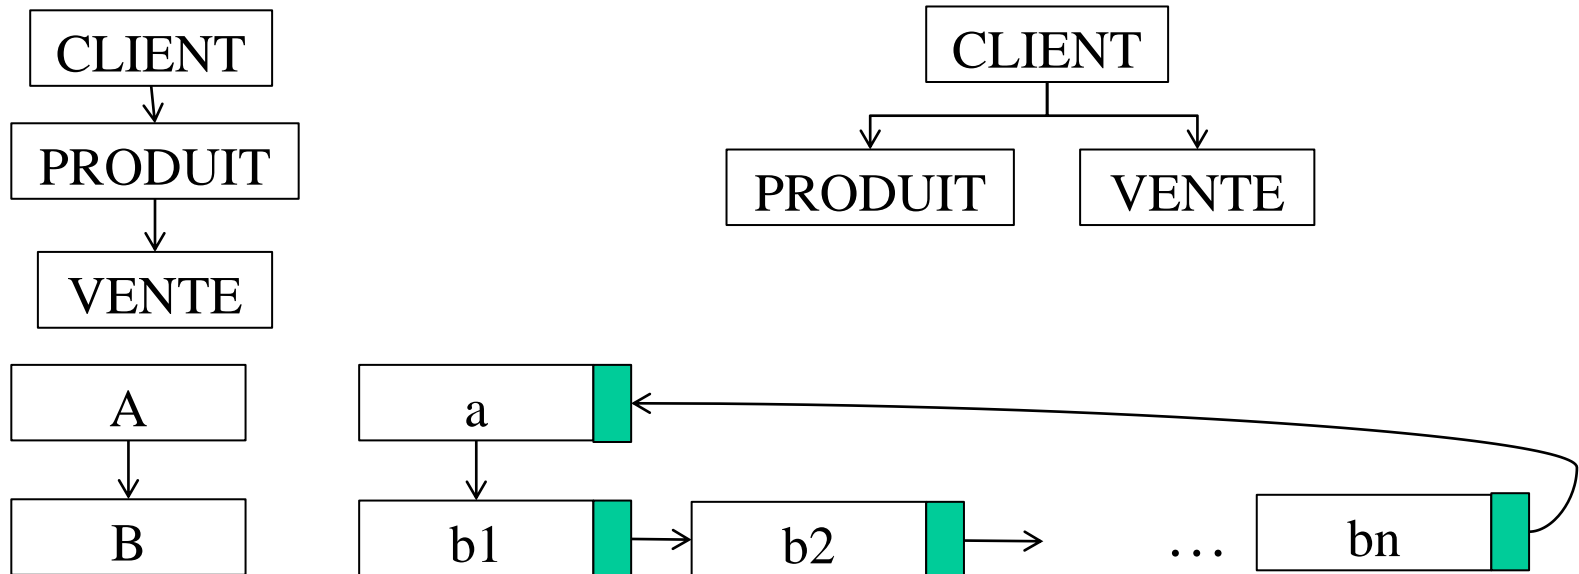 CLIENT
PRODUIT
VENTE
CLIENT
PRODUIT
VENTE
A
B
a
b1
b2
…
bn